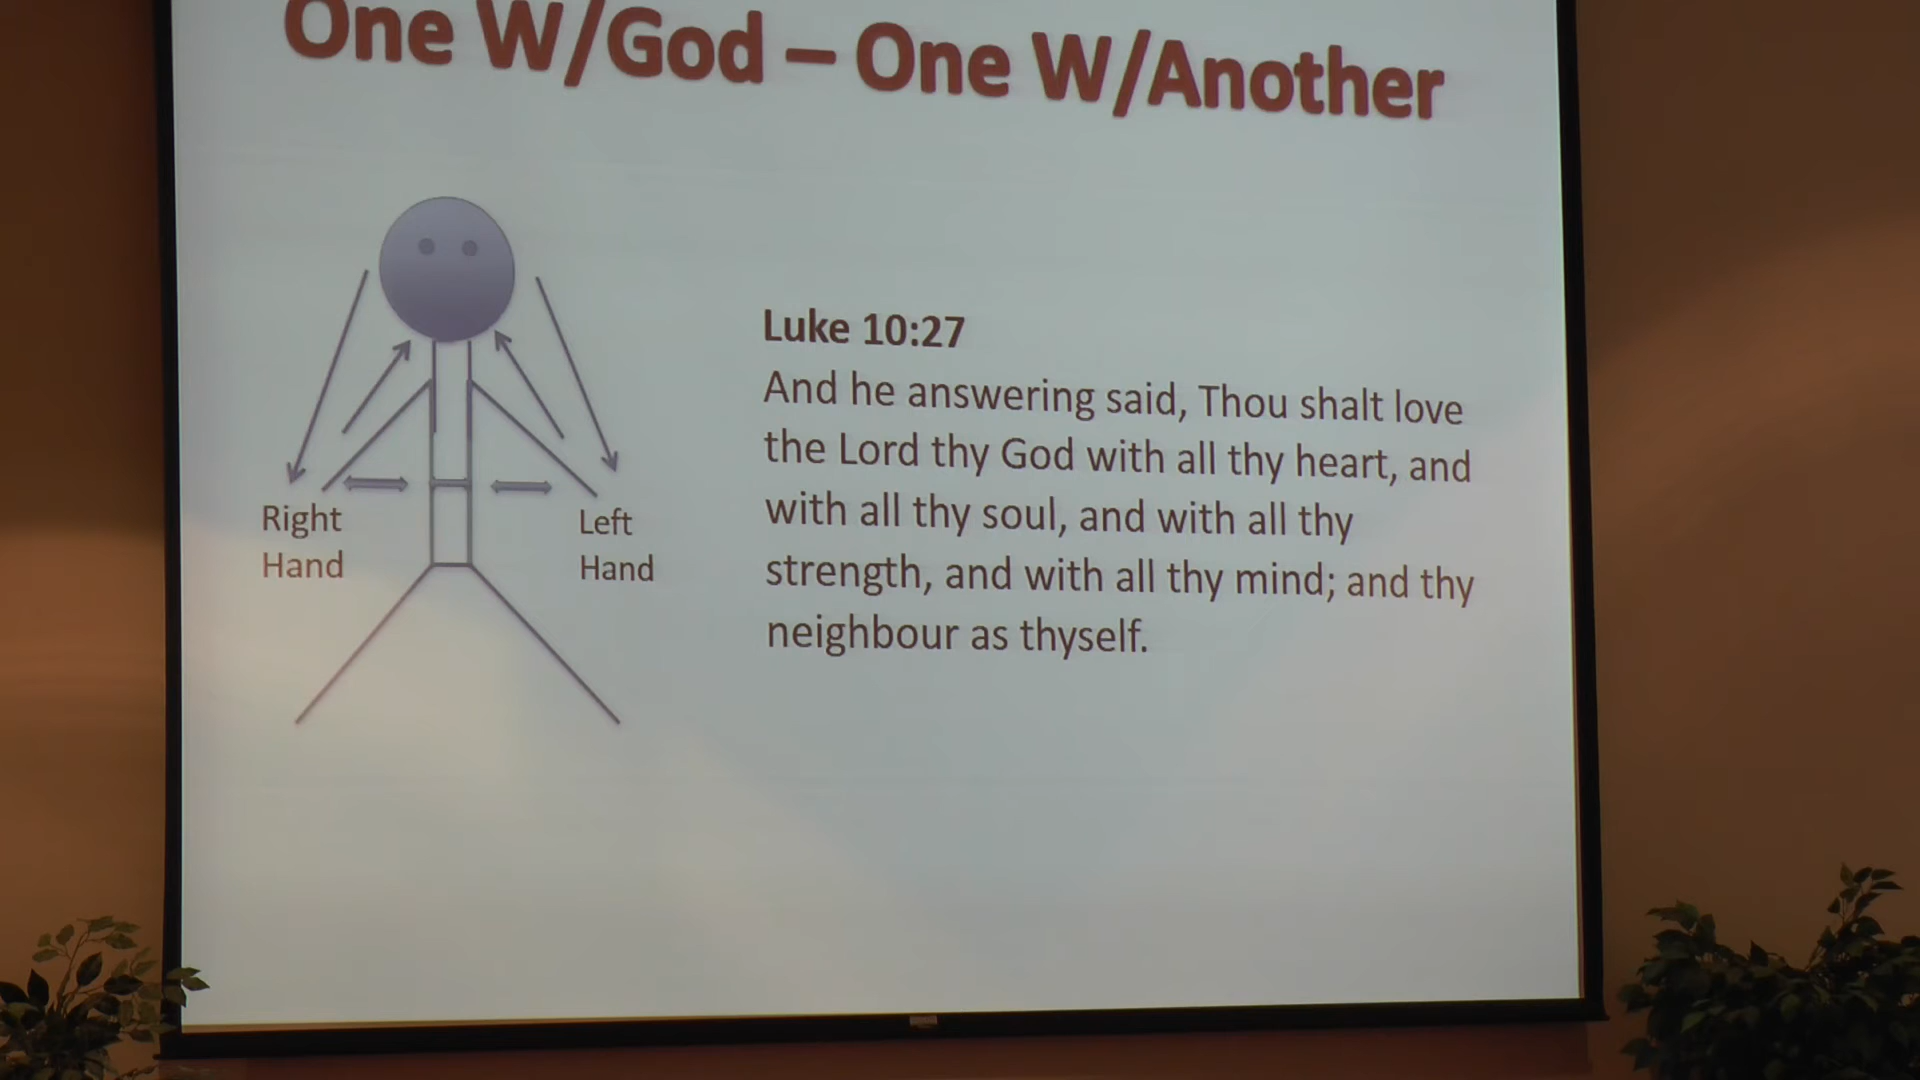 One W/God – One W/Another
Luke 10:27
And he answering said, Thou shalt love
the Lord thy God with all thy heart, and
with all thy soul, and with all thy
strength, and with all thy mind; and thy
neighbour as thyself.
Right
Hand
Left
Hand